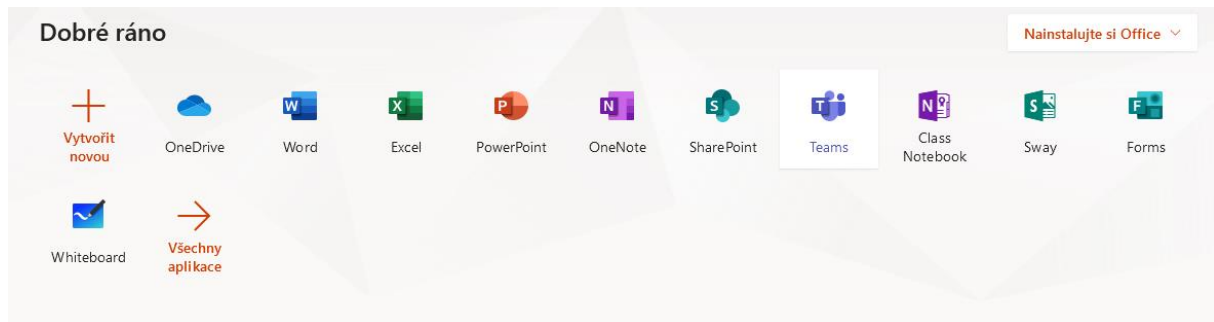 Dobré ráno
Nainstalujte si Office
Vytvořit
novou
OneDrive
Word
Excel
PowerPoint
OneNote
SharePoint
Teams
Class
Notebook
Sway
Forms
Whiteboard
Všechny
aplikace